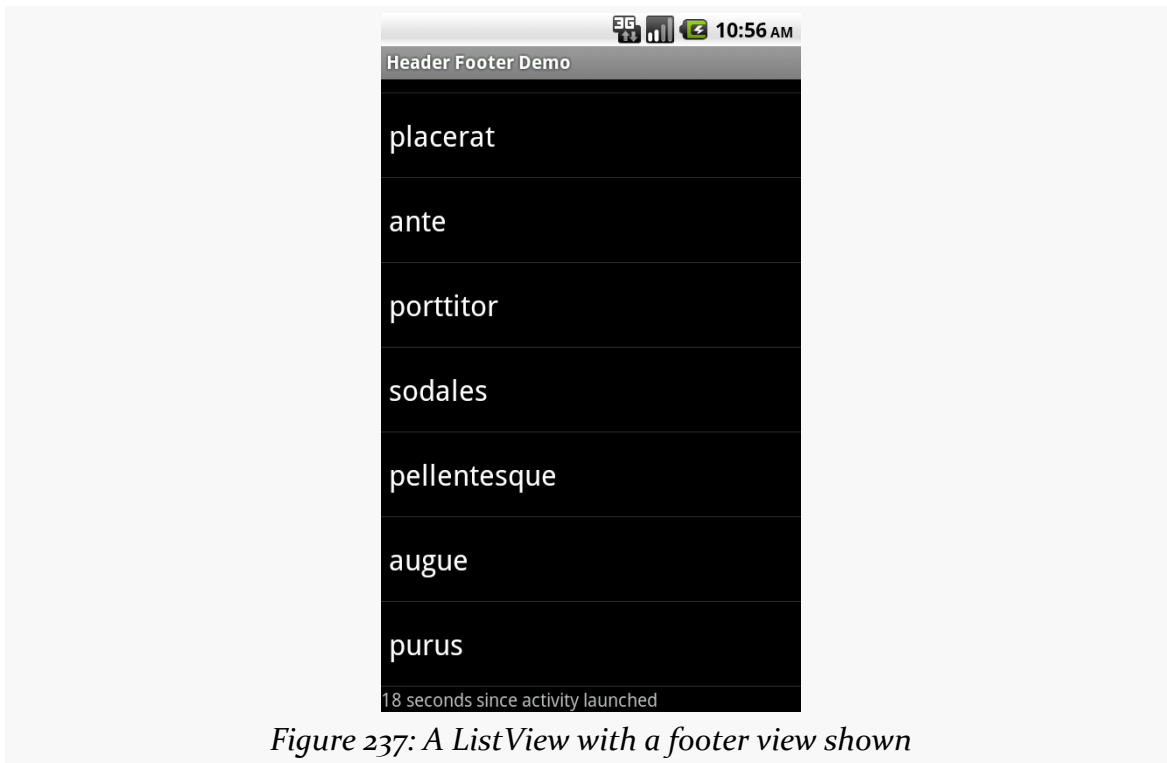 3G
10:56 AM
Header Footer Demo
placerat
ante
porttitor
sodales
pellentesque
augue
purus
18 seconds since activity launched
Figure 237: A ListView with a footer view shown